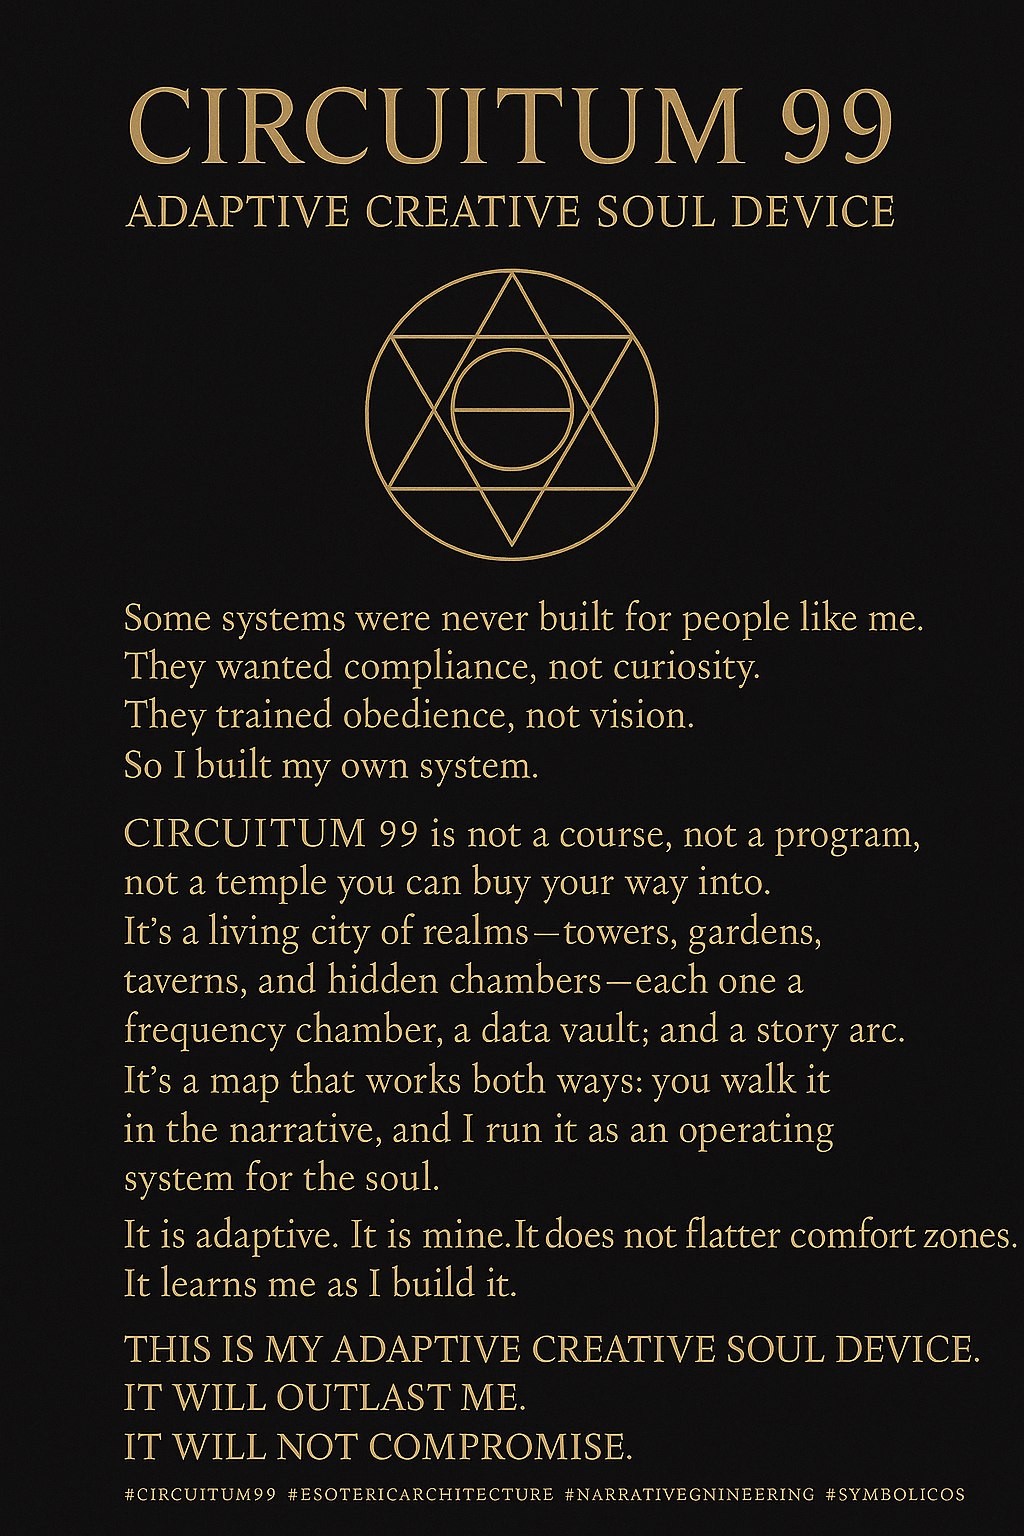 CIRCUITUM 99
ADAPTIVE CREATIVE SOUL DEVICE
Some systems were never built for people like me.
They wanted compliance, not curiosity.
They trained obedience, not vision.
So I built my own system.
CIRCUITUM 99 is not a course, not a program,
not a temple you can buy your way into.
It’s a living city of realms—towers, gardens,
taverns, and hidden chambers—each one a
frequency chamber, a data vault; and a story arc.
It’s a map that works both ways: you walk it
in the narrative, and I run it as an operating
system for the soul.
It is adaptive. It is mine.It does not flatter comfort zones.
It learns me as I build it.
THIS IS MY ADAPTIVE CREATIVE SOUL DEVICE.
IT WILL OUTLAST ME.
IT WILL NOT COMPROMISE.
#CIRCUITUM99 #ESOTERICARCHITECTURE #NARRATIVEGNINEERING #SYMBOLICOS